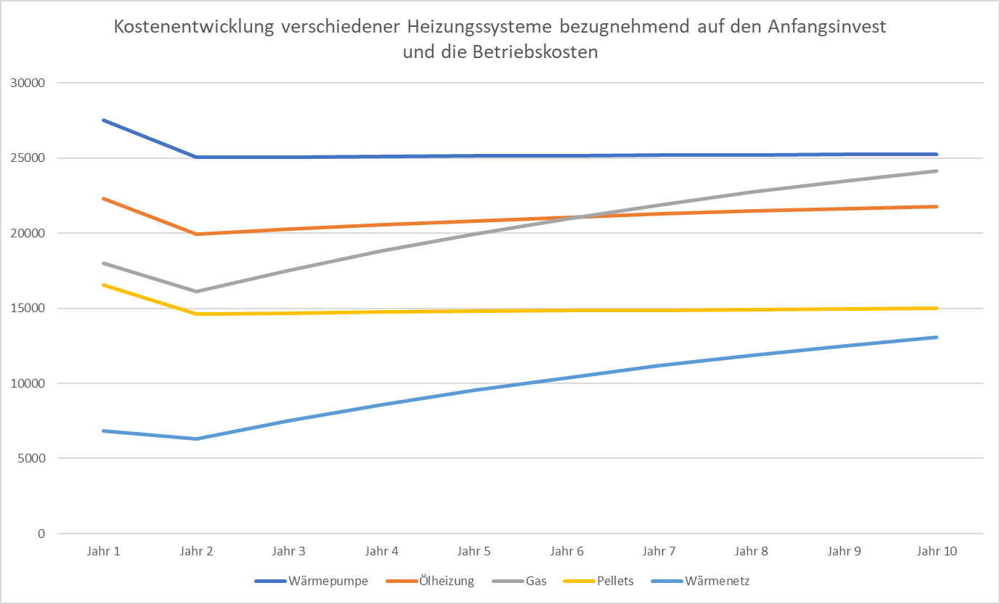 Kostenentwicklung verschiedener Heizungssysteme bezugnehmend auf den Anfangsinvest
und die Betriebskosten
30000
25000
20000
15000
10000
5000
0
Jahr 1 Jahr 2 Jahr 3 Jahr 4 Jahr 5 Jahr 6 Jahr 7 Jahr 8 Jahr 9 Jahr 10
Wärmepumpe Ölheizung Gas Pellets Wärmenetz